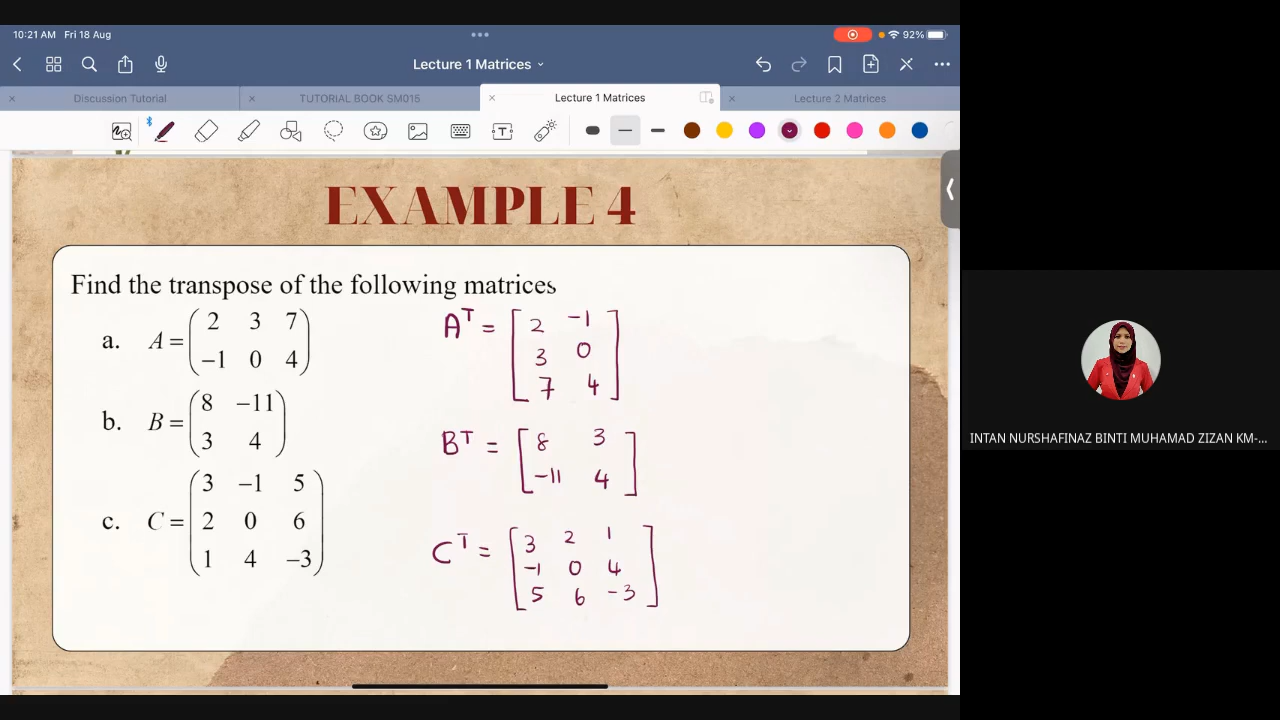 10:21 AM Fri 18 Aug
92%
Lecture 1 Matrices
Discussion Tutorial
TUTORIAL BOOK SM015
Lecture 1 Matrices
Lecture 2 Matrices
EXAMPLE 4
Find the transpose of the following matrices
a. A = (2 3 7
-1 0 4)
A^T = [2 -1
3 0
7 4]
b. B = (8 -11
3 4)
B^T = [8 3
-11 4]
c. C = (3 -1 5
2 0 6
1 4 -3)
C^T = [3 2 1
-1 0 4
5 6 -3]
INTAN NURSHAFINAZ BINTI MUHAMAD ZIZAN KM-...